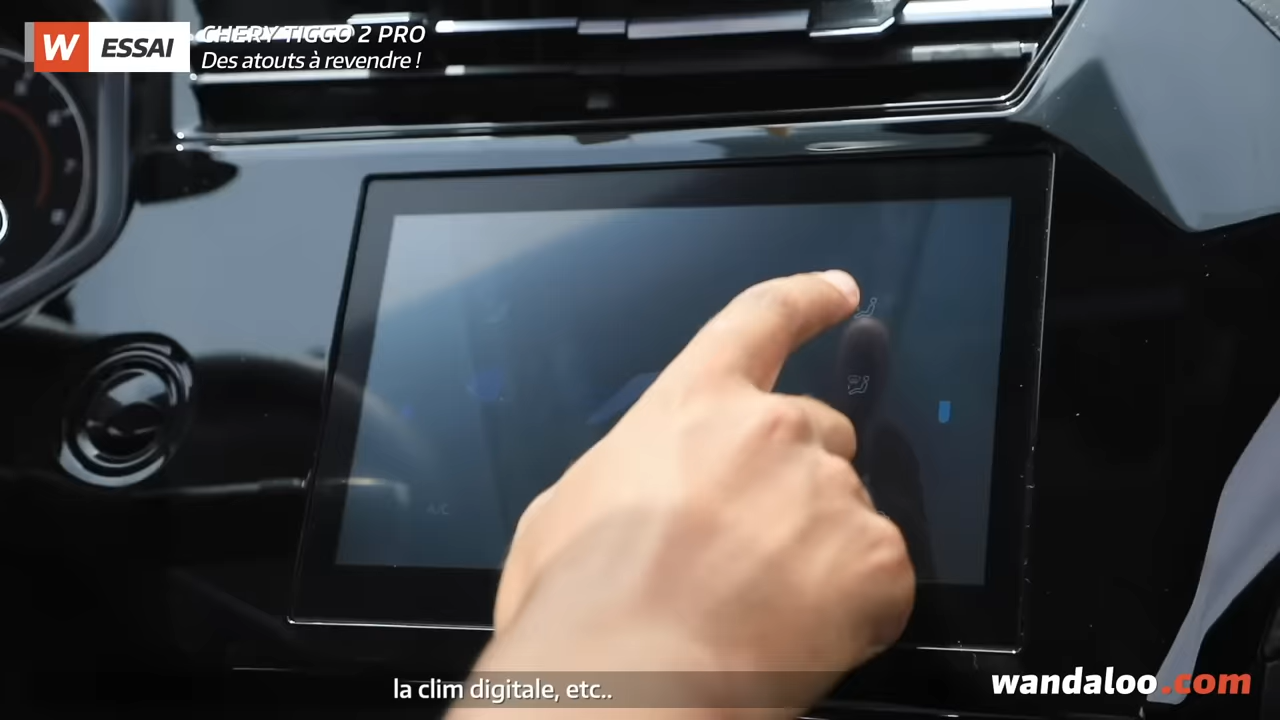 W ESSAI
CHERY TIGGO 2 PRO
Des atouts à revendre !
A/C
la clim digitale, etc..
wandaloo.com